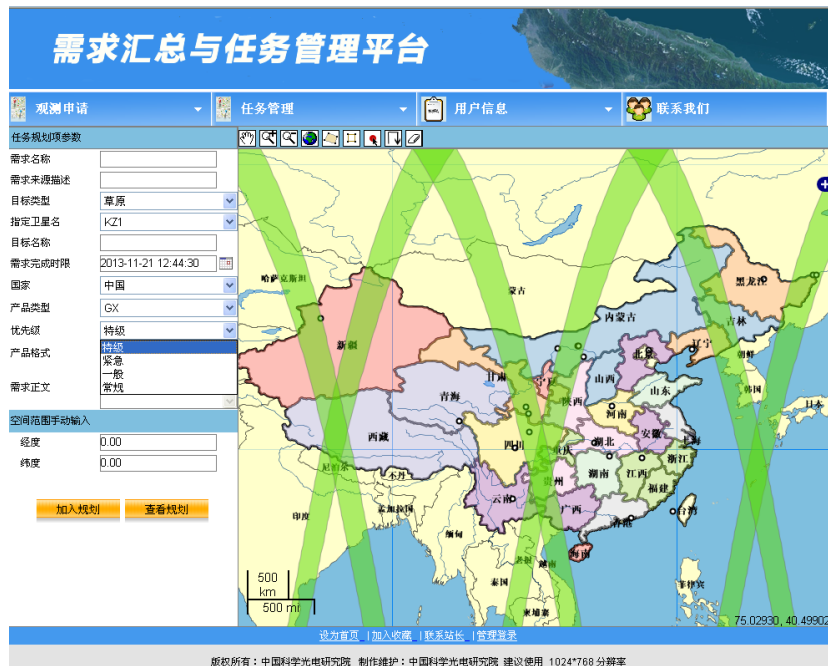 需求汇总与任务管理平台
观测申请 任务管理 用户信息 联系我们
任务规划项参数
需求名称
需求来源描述
目标类型 草原
指定卫星名 KZ1
目标名称
需求完成时限 2013-11-21 12:44:30
国家 中国
产品类型 GX
优先级 特级
产品格式
特级
紧急
一般
常规
需求正文
空间范围手动输入
经度 0.00
纬度 0.00
加入规划 查看规划
哈萨克斯坦
蒙古
黑龙江
内蒙古
吉林
新疆
北京
辽宁
朝鲜
甘肃
宁夏
山西
韩国
青海
陕西
山东
日本
河南
西藏
四川
重庆
湖北
安徽
上海
浙江
尼泊尔
不丹
贵州
湖南
江西
福建
云南
广西
台湾
印度
孟加拉国
香港
缅甸
海南
老挝
越南
泰国
菲律宾
柬埔寨
500
km
500 mi
75.02930, 40.49902
设为首页 | 加入收藏 | 联系站长 | 管理登录
版权所有：中国科学光电研究院 制作维护：中国科学光电研究院 建议使用 1024*768 分辨率